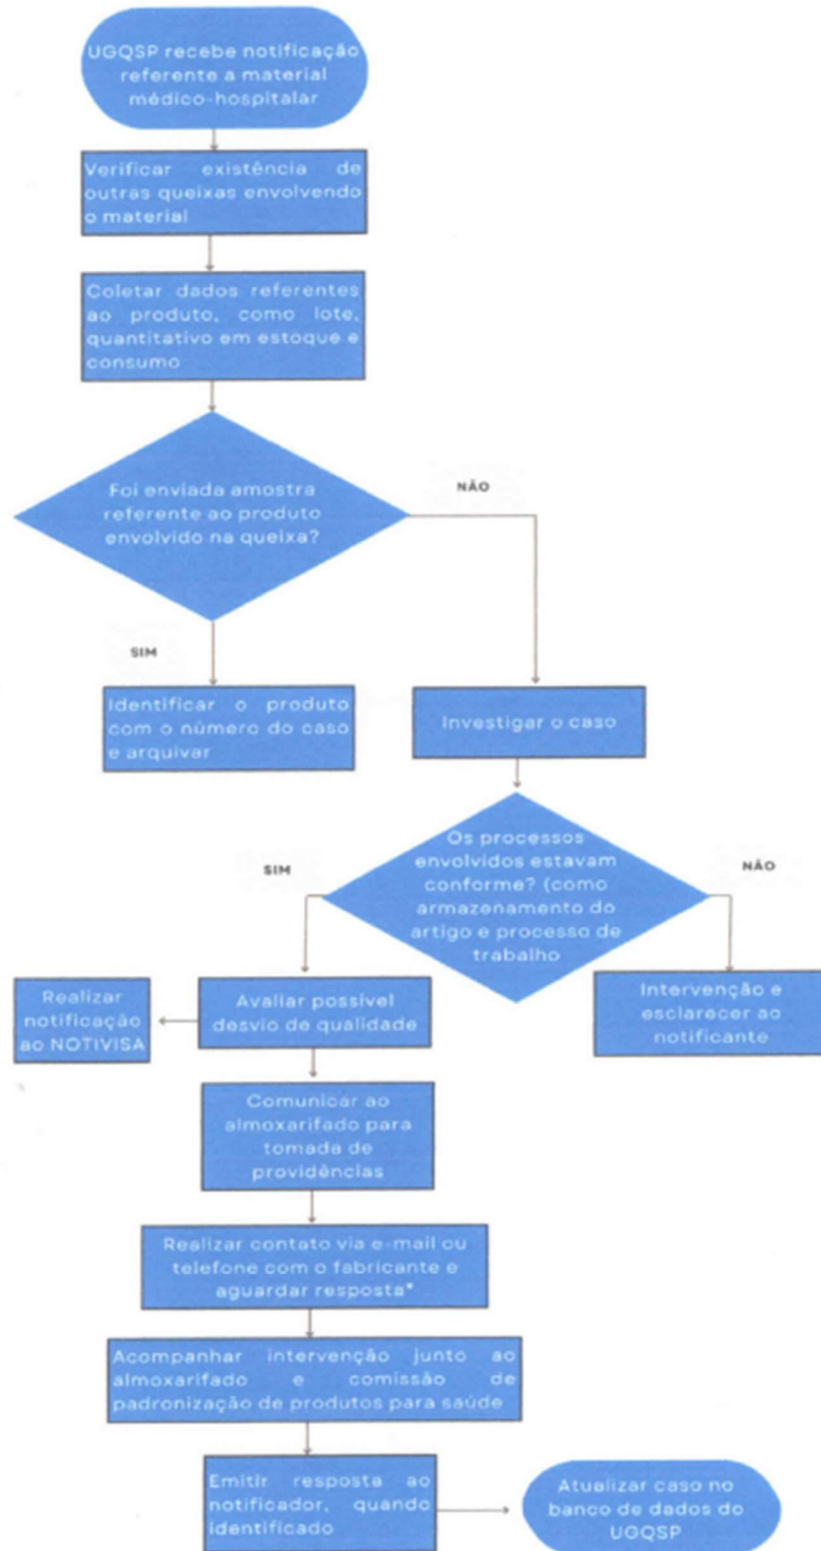 UGQSP recebe notificação
referente a material
médico-hospitalar
Verificar existência de
outras queixas envolvendo
o material
Coletar dados referentes
ao produto, como lote,
quantitativo em estoque e
consumo
Foi enviada amostra
referente ao produto
envolvido na queixa?
NÃO
SIM
Identificar o produto
com o número do caso
e arquivar
Investigar o caso
Os processos
envolvidos estavam
conforme? (como
armazenamento do
artigo e processo de
trabalho
SIM
NÃO
Realizar
notificação
ao NOTIVISA
Avaliar possível
desvio de qualidade
Intervenção e
esclarecer ao
notificante
Comunicar ao
almoxarifado para
tomada de
providências
Realizar contato via e-mail ou
telefone com o fabricante e
aguardar resposta*
Acompanhar intervenção junto ao
almoxarifado e comissão de
padronização de produtos para saúde
Emitir resposta ao
notificador, quando
identificado
Atualizar caso no
banco de dados do
UGQSP